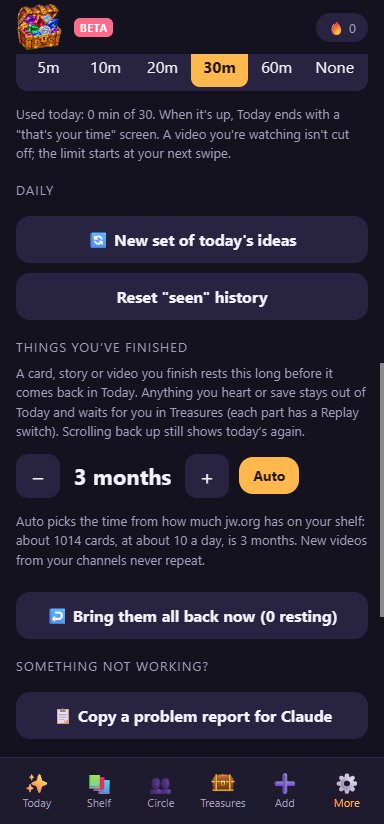 BETA
0
5m 10m 20m 30m 60m None
Used today: 0 min of 30. When it's up, Today ends with a
"that's your time" screen. A video you're watching isn't cut
off; the limit starts at your next swipe.
DAILY
New set of today's ideas
Reset "seen" history
THINGS YOU'VE FINISHED
A card, story or video you finish rests this long before it
comes back in Today. Anything you heart or save stays out of
Today and waits for you in Treasures (each part has a Replay
switch). Scrolling back up still shows today's again.
− 3 months + Auto
Auto picks the time from how much jw.org has on your shelf:
about 1014 cards, at about 10 a day, is 3 months. New videos
from your channels never repeat.
Bring them all back now (0 resting)
SOMETHING NOT WORKING?
Copy a problem report for Claude
Today Shelf Circle Treasures Add More